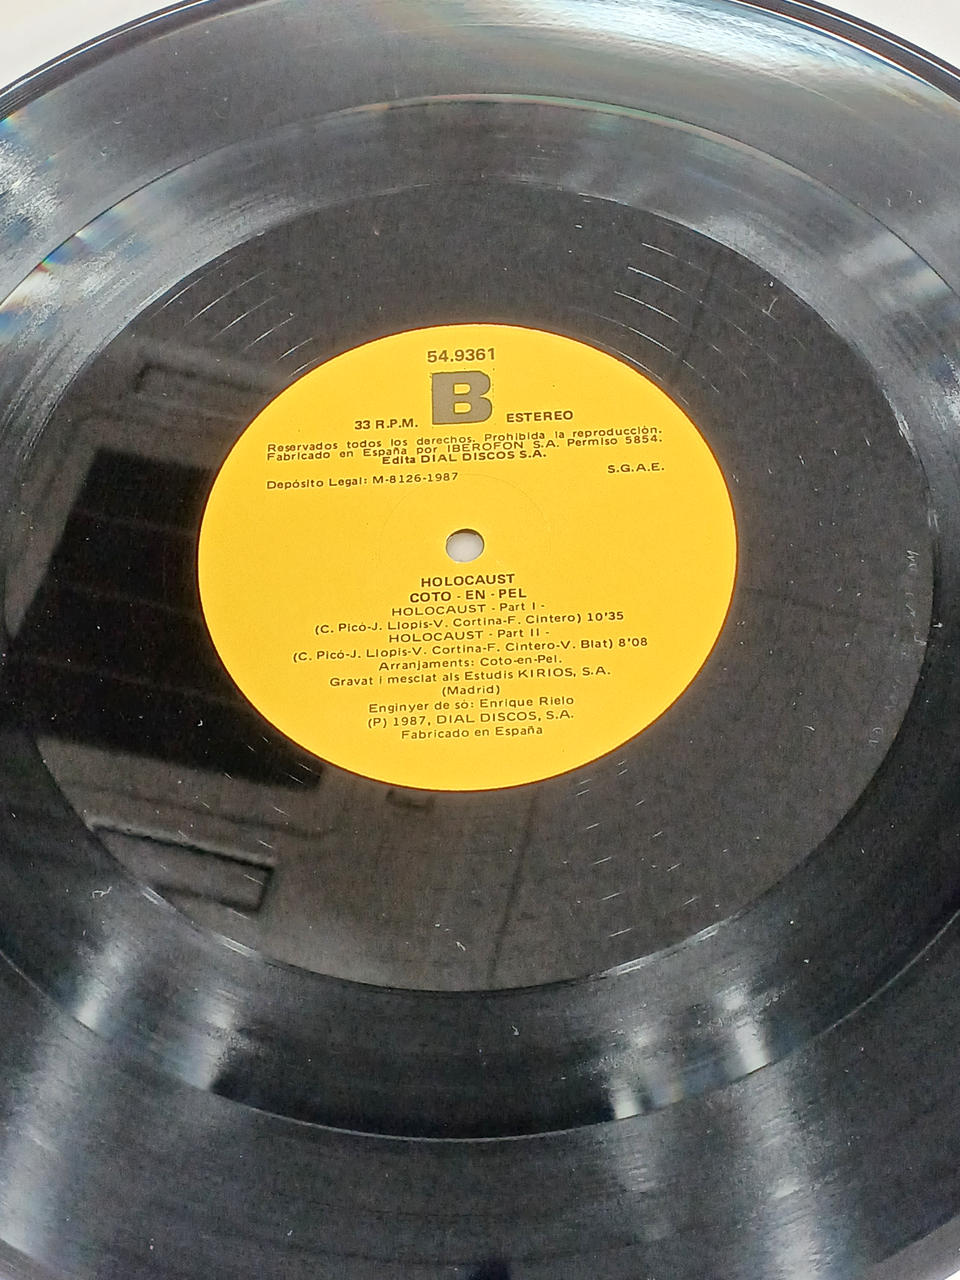 54.9361
B
33 R.P.M. ESTEREO
Reservados todos los derechos. Prohibida la reproducción.
Fabricado en España por IBEROFON S.A. Permiso 5854.
Edita DIAL DISCOS S.A.
Depósito Legal: M-8126-1987 S.G.A.E.
HOLOCAUST
COTO - EN - PEL
HOLOCAUST - Part I -
(C. Picó-J. Llopis-V. Cortina-F. Cintero) 10'35
HOLOCAUST - Part II -
(C. Picó-J. Llopis-V. Cortina-F. Cintero-V. Blat) 8'08
Arranjaments: Coto-en-Pel.
Gravat i mesclat als Estudis KIRIOS, S.A.
(Madrid)
Enginyer de só: Enrique Rielo
(P) 1987, DIAL DISCOS, S.A.
Fabricado en España